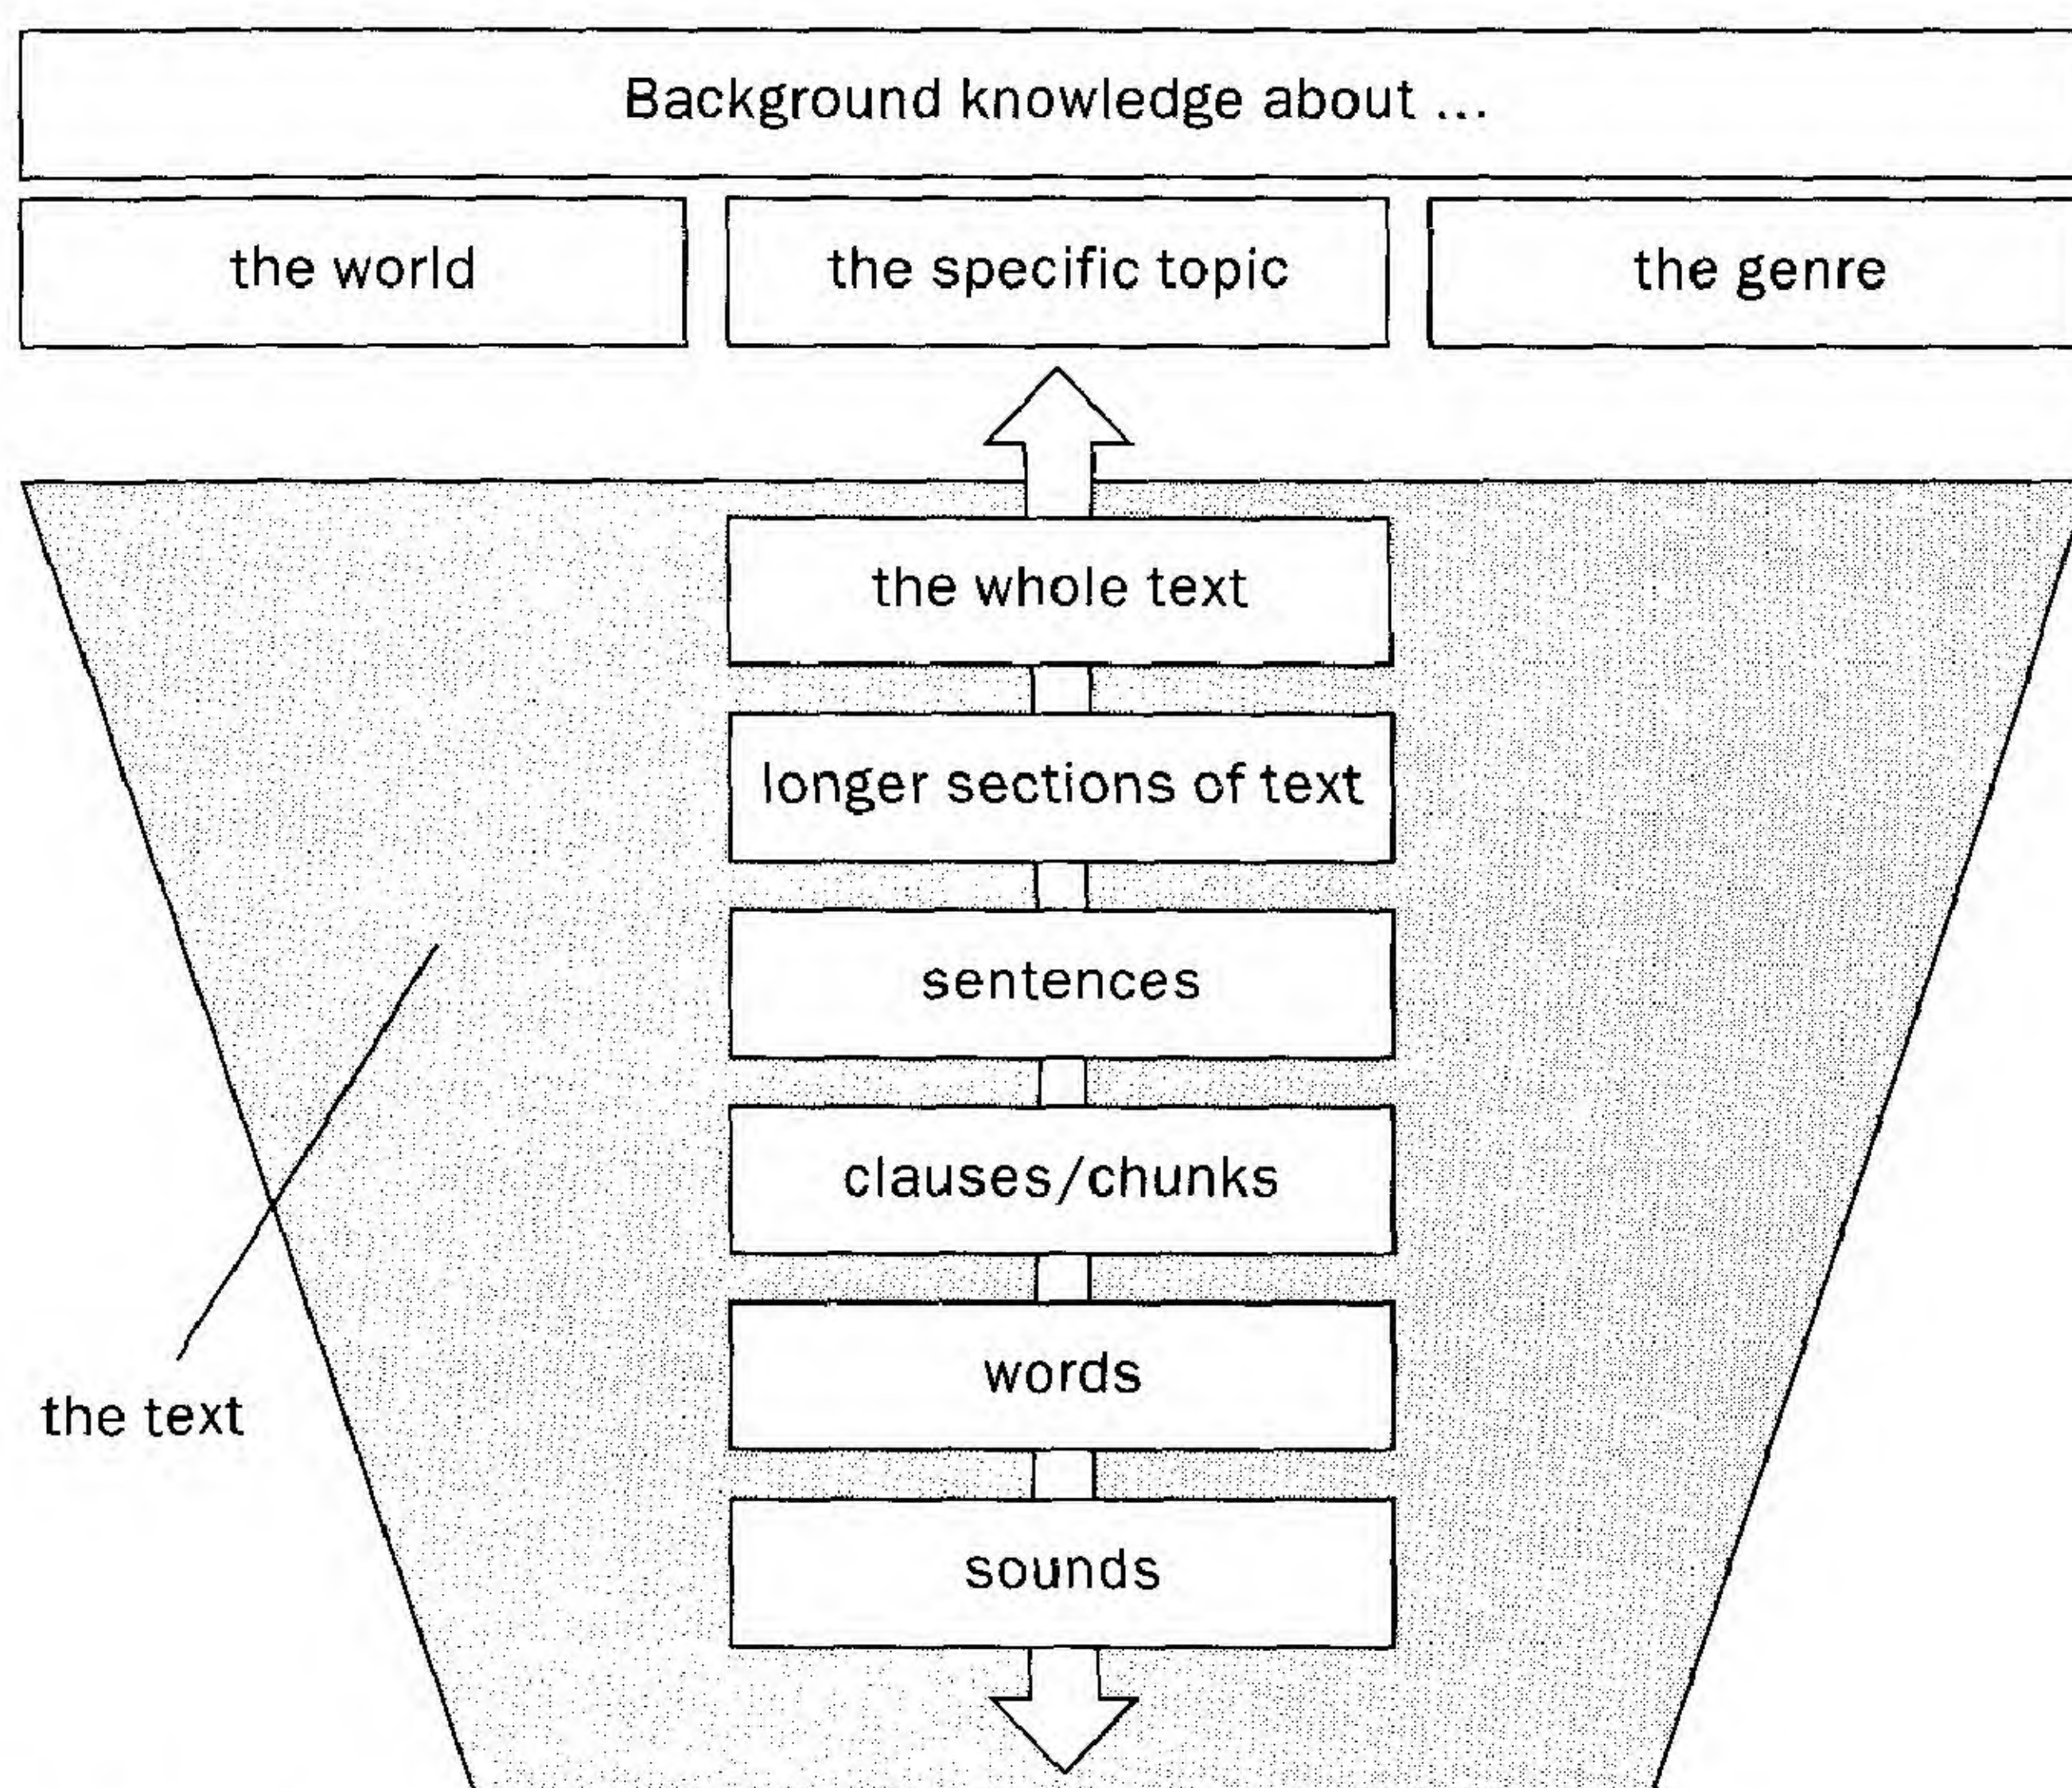 Background knowledge about ...
the world
the specific topic
the genre
the whole text
longer sections of text
sentences
clauses/chunks
words
sounds
the text